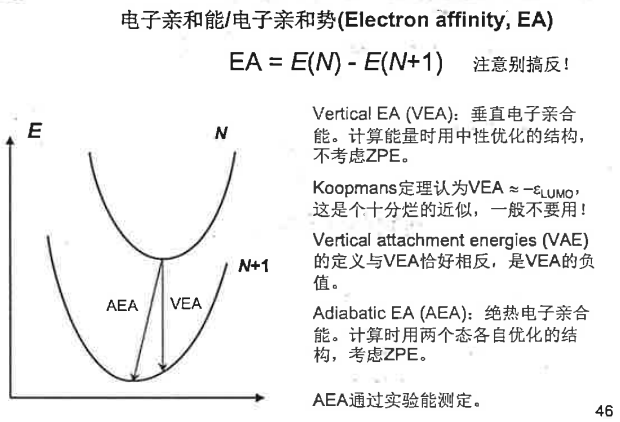 电子亲和能/电子亲和势(Electron affinity, EA)
EA = E(N) - E(N+1) 注意别搞反！
E
N
N+1
AEA
VEA
Vertical EA (VEA)：垂直电子亲合
能。计算能量时用中性优化的结构，
不考虑ZPE。
Koopmans定理认为VEA ≈ –εLUMO，
这是个十分烂的近似，一般不要用！
Vertical attachment energies (VAE)
的定义与VEA恰好相反，是VEA的负
值。
Adiabatic EA (AEA)：绝热电子亲合
能。计算时用两个态各自优化的结
构，考虑ZPE。
AEA通过实验能测定。
46